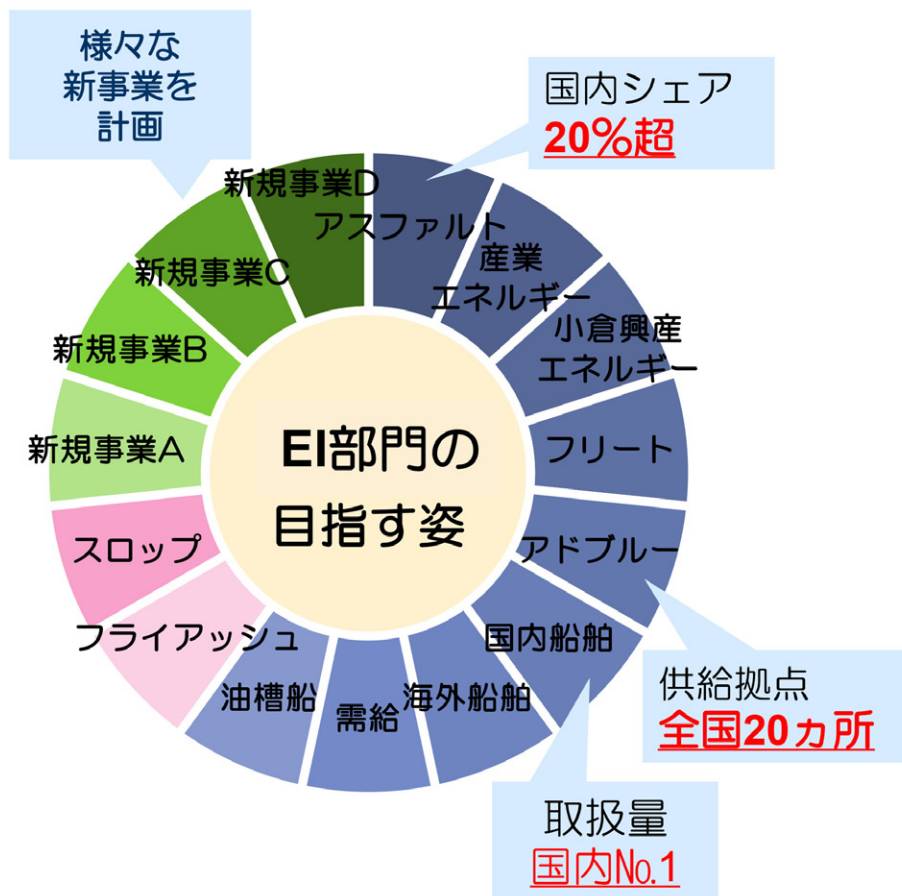 様々な
新事業を
計画
国内シェア
20%超
新規事業D
アスファルト
産業
エネルギー
小倉興産
エネルギー
フリート
アドブルー
国内船舶
海外船舶
需給
油槽船
フライアッシュ
スロップ
新規事業A
新規事業B
新規事業C
EI部門の
目指す姿
供給拠点
全国20ヵ所
取扱量
国内No.1